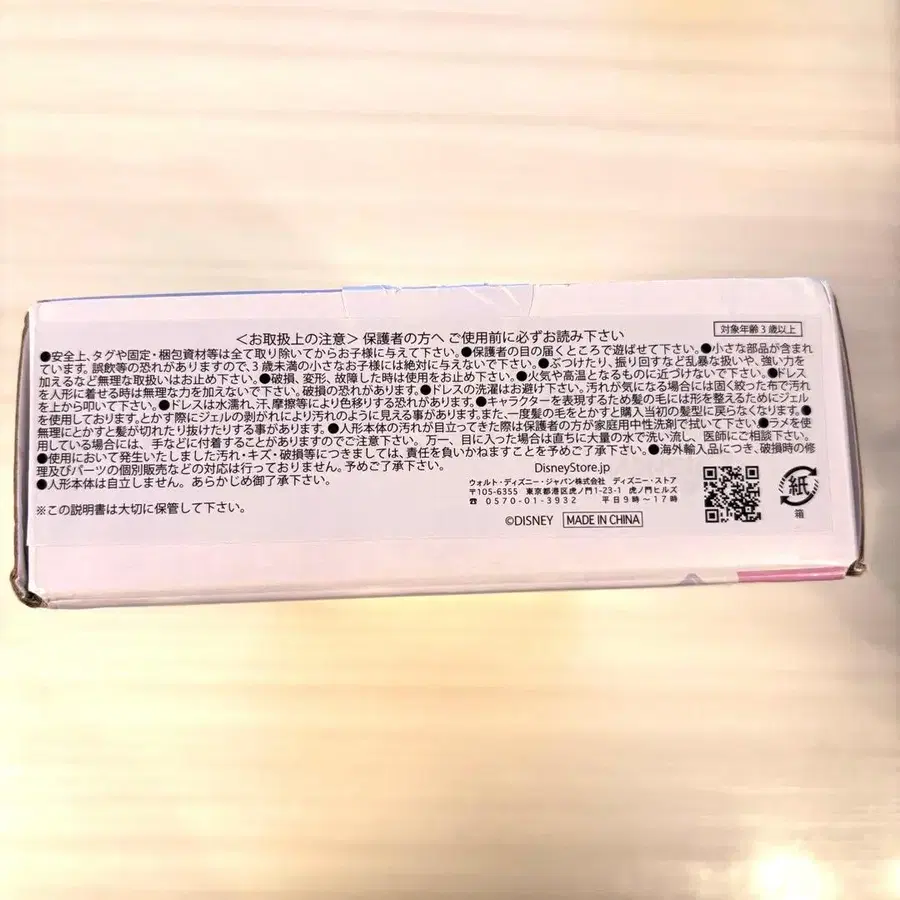 ＜お取扱上の注意＞ 保護者の方へ ご使用前に必ずお読み下さい
対象年齢3歳以上
●安全上、タグや固定・梱包資材等は全て取り除いてからお子様に与えて下さい。●保護者の目の届くところで遊ばせて下さい。●小さな部品が含まれ
ています。誤飲等の恐れがありますので、3歳未満の小さなお子様には絶対に与えないで下さい。●ぶつけたり、振り回すなど乱暴な扱いや、強い力を
加えるなど無理な取扱いはお止め下さい。●破損、変形、故障した時は使用をお止め下さい。●火気や高温となるものに近づけないで下さい。●ドレス
を人形に着せる時は無理な力を加えないで下さい。破損の恐れがあります。●ドレスの洗濯はお避け下さい。汚れが気になる場合には固く絞った布で汚れ
を上から叩いて下さい。●ドレスは水濡れ、汗、摩擦等により色移りする恐れがあります。●キャラクターを表現するため髪の毛には形を整えるためにジェル
を使用しております。とかす際にジェルの剥がれにより汚れのように見える事があります。また、一度髪の毛をとかすと購入当初の髪型に戻らなくなります。●
無理にとかすと髪が切れたり抜けたりする事があります。●人形本体の汚れが目立ってきた際は保護者の方が家庭用中性洗剤で拭いて下さい●ラメを使
用している場合には、手などに付着することがありますのでご注意下さい。万一、目に入った場合は直ちに大量の水で洗い流し、医師にご相談下さい。
●使用において発生いたしました汚れ・キズ・破損等につきましては、責任を負いかねますことを予めご了承下さい。●海外輸入品につき、破損時の修
理及びパーツの個別販売などの対応は行っておりません。予めご了承下さい。
●人形本体は自立しません。あらかじめ御了承下さい。
※この説明書は大切に保管して下さい。
DisneyStore.jp
ウォルト・ディズニー・ジャパン株式会社 ディズニー・ストア
〒105-6355 東京都港区虎ノ門1-23-1 虎ノ門ヒルズ
☎0570-01-3932 平日9時〜17時
©DISNEY MADE IN CHINA
紙
箱